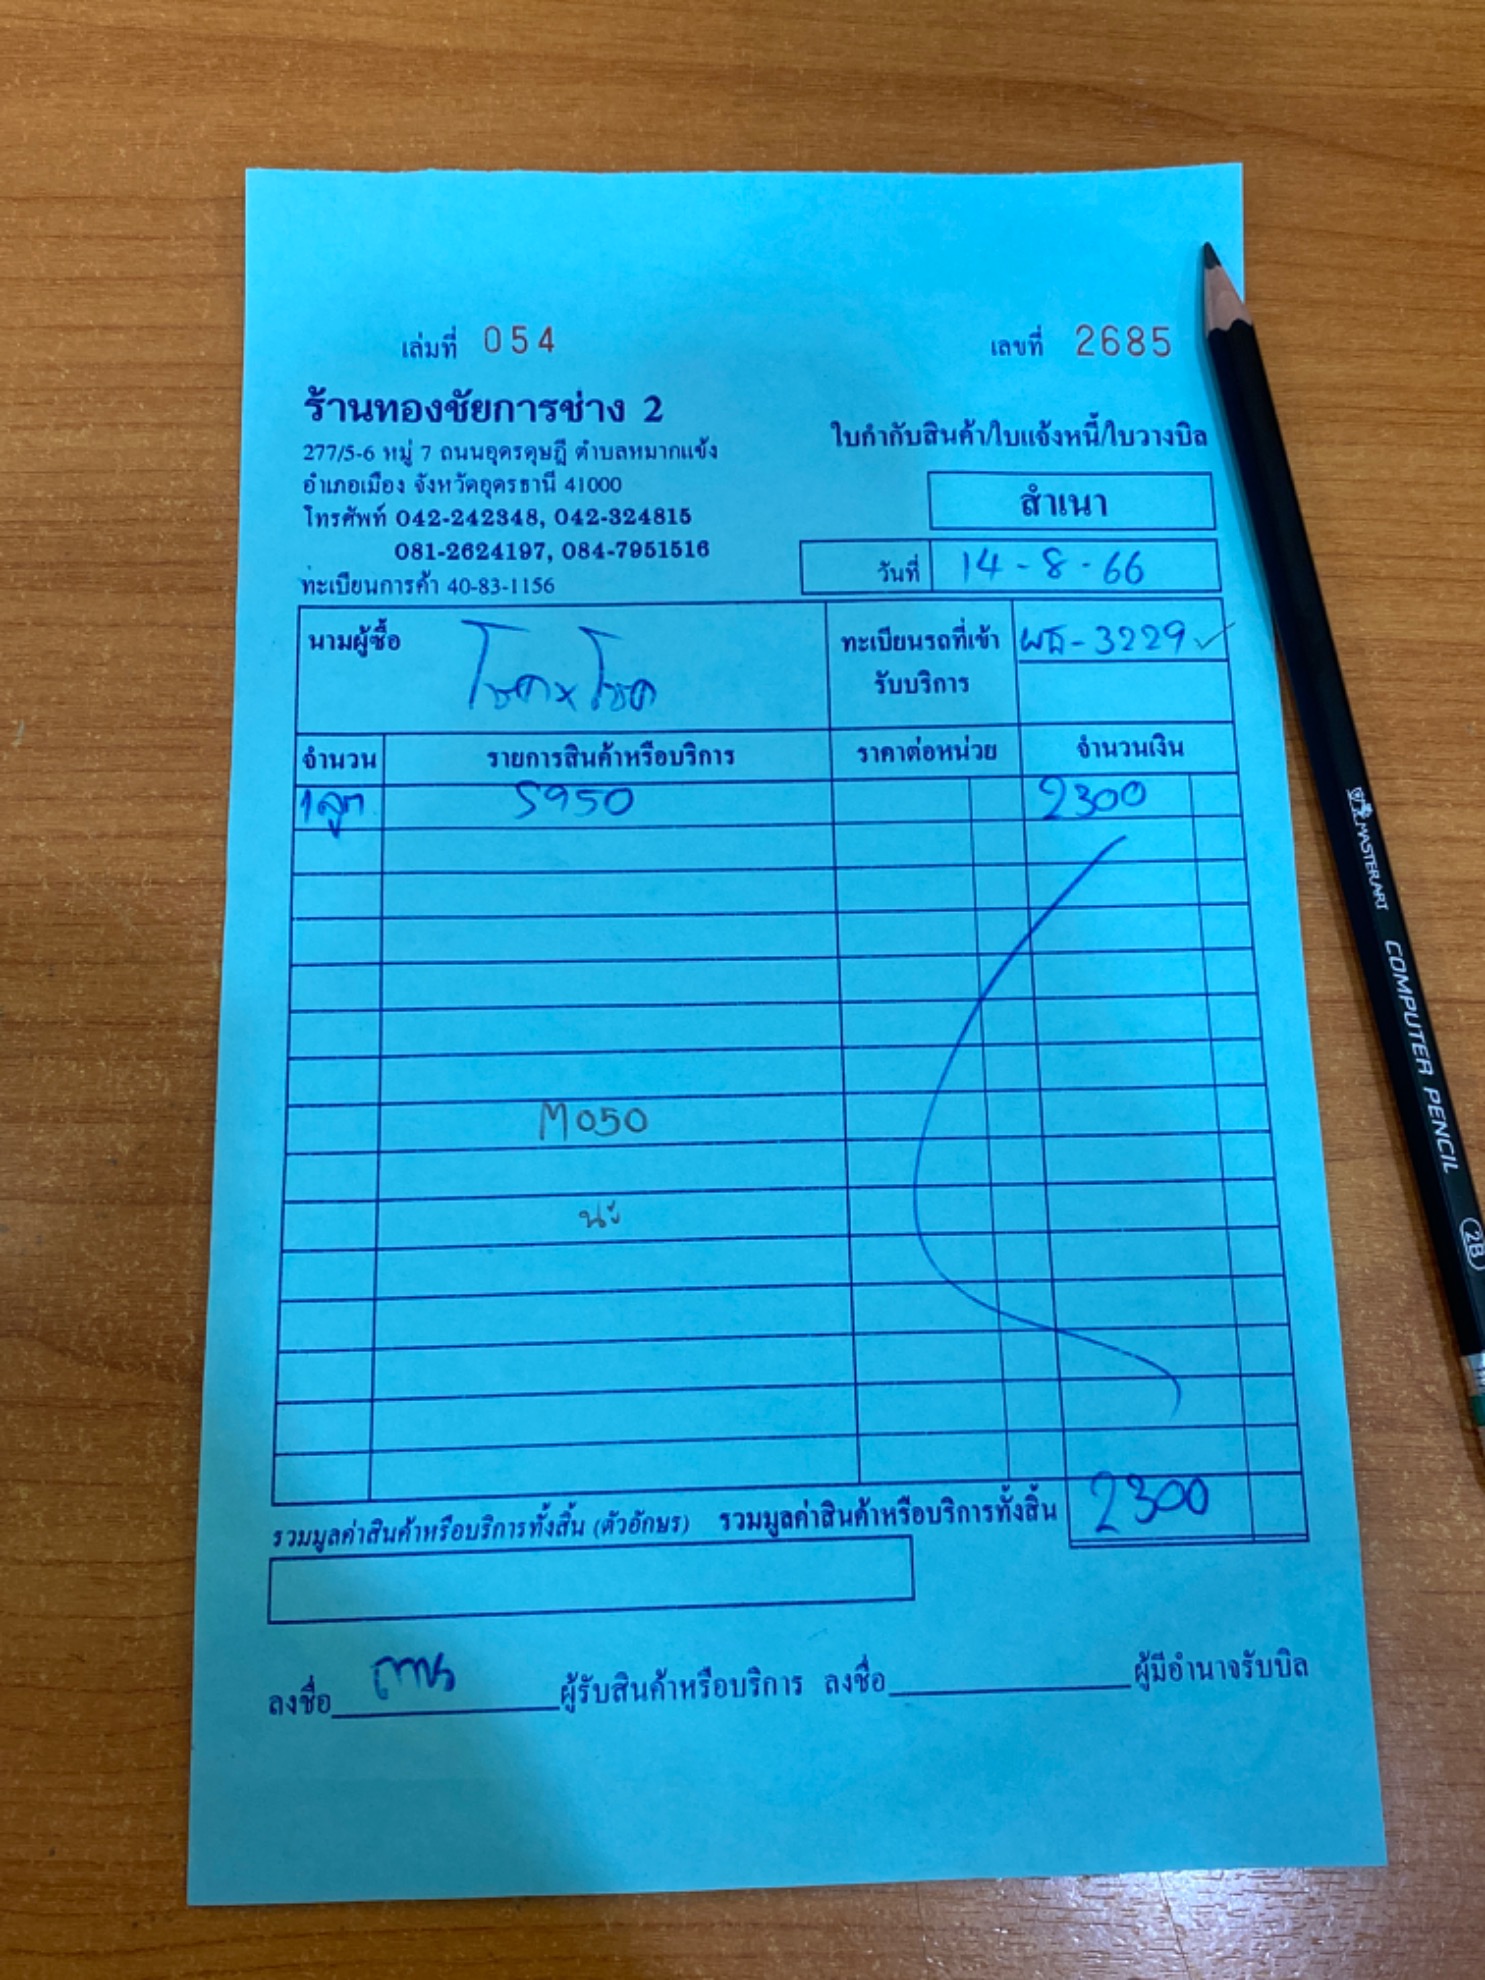 เล่มที่ 054
เลขที่ 2685
ร้านทองชัยการช่าง 2
277/5-6 หมู่ 7 ถนนอุดรดุษฎี ตำบลหมากแข้ง
อำเภอเมือง จังหวัดอุดรธานี 41000
โทรศัพท์ 042-242348, 042-324815
081-2624197, 084-7951516
ทะเบียนการค้า 40-83-1156
ใบกำกับสินค้า/ใบแจ้งหนี้/ใบวางบิล
สำเนา
วันที่ 14-8-66
นามผู้ซื้อ โชคxโชค
ทะเบียนรถที่เข้า ผธ-3229
รับบริการ
จำนวน รายการสินค้าหรือบริการ ราคาต่อหน่วย จำนวนเงิน
1ลูก S950 2300
M050
นะ
รวมมูลค่าสินค้าหรือบริการทั้งสิ้น (ตัวอักษร) รวมมูลค่าสินค้าหรือบริการทั้งสิ้น 2300
ลงชื่อ ผู้รับสินค้าหรือบริการ ลงชื่อ ผู้มีอำนาจรับบิล
MASTERART COMPUTER PENCIL 2B